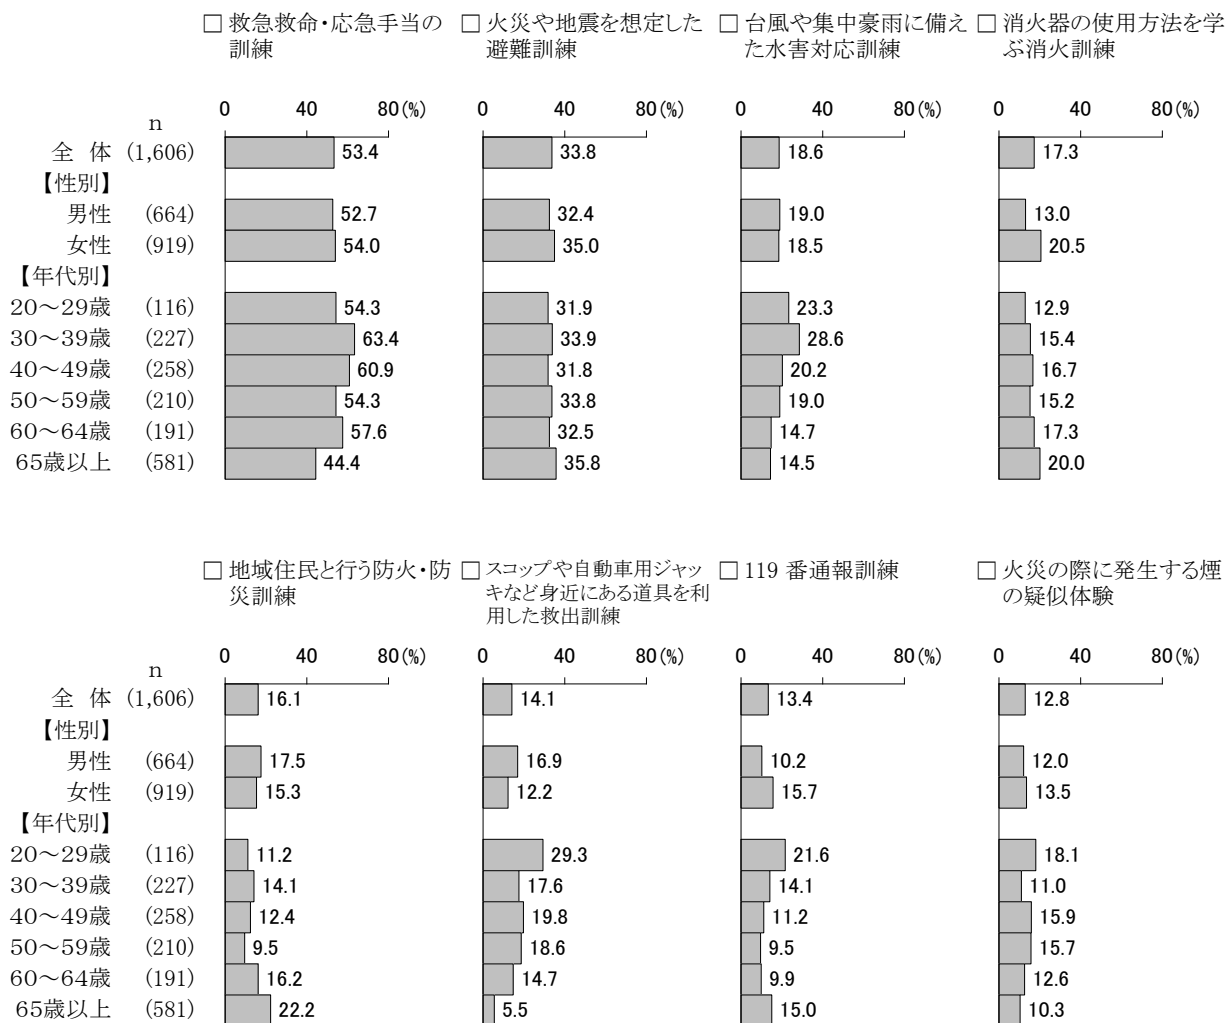 □ 救急救命・応急手当の訓練
□ 火災や地震を想定した避難訓練
□ 台風や集中豪雨に備えた水害対応訓練
□ 消火器の使用方法を学ぶ消火訓練
0 40 80(%) 0 40 80(%) 0 40 80(%) 0 40 80(%)
n
全 体 (1,606) 53.4 33.8 18.6 17.3
【性別】
男性 (664) 52.7 32.4 19.0 13.0
女性 (919) 54.0 35.0 18.5 20.5
【年代別】
20～29歳 (116) 54.3 31.9 23.3 12.9
30～39歳 (227) 63.4 33.9 28.6 15.4
40～49歳 (258) 60.9 31.8 20.2 16.7
50～59歳 (210) 54.3 33.8 19.0 15.2
60～64歳 (191) 57.6 32.5 14.7 17.3
65歳以上 (581) 44.4 35.8 14.5 20.0
□ 地域住民と行う防火・防災訓練
□ スコップや自動車用ジャッキなど身近にある道具を利用した救出訓練
□ 119 番通報訓練
□ 火災の際に発生する煙の疑似体験
0 40 80(%) 0 40 80(%) 0 40 80(%) 0 40 80(%)
n
全 体 (1,606) 16.1 14.1 13.4 12.8
【性別】
男性 (664) 17.5 16.9 10.2 12.0
女性 (919) 15.3 12.2 15.7 13.5
【年代別】
20～29歳 (116) 11.2 29.3 21.6 18.1
30～39歳 (227) 14.1 17.6 14.1 11.0
40～49歳 (258) 12.4 19.8 11.2 15.9
50～59歳 (210) 9.5 18.6 9.5 15.7
60～64歳 (191) 16.2 14.7 9.9 12.6
65歳以上 (581) 22.2 5.5 15.0 10.3